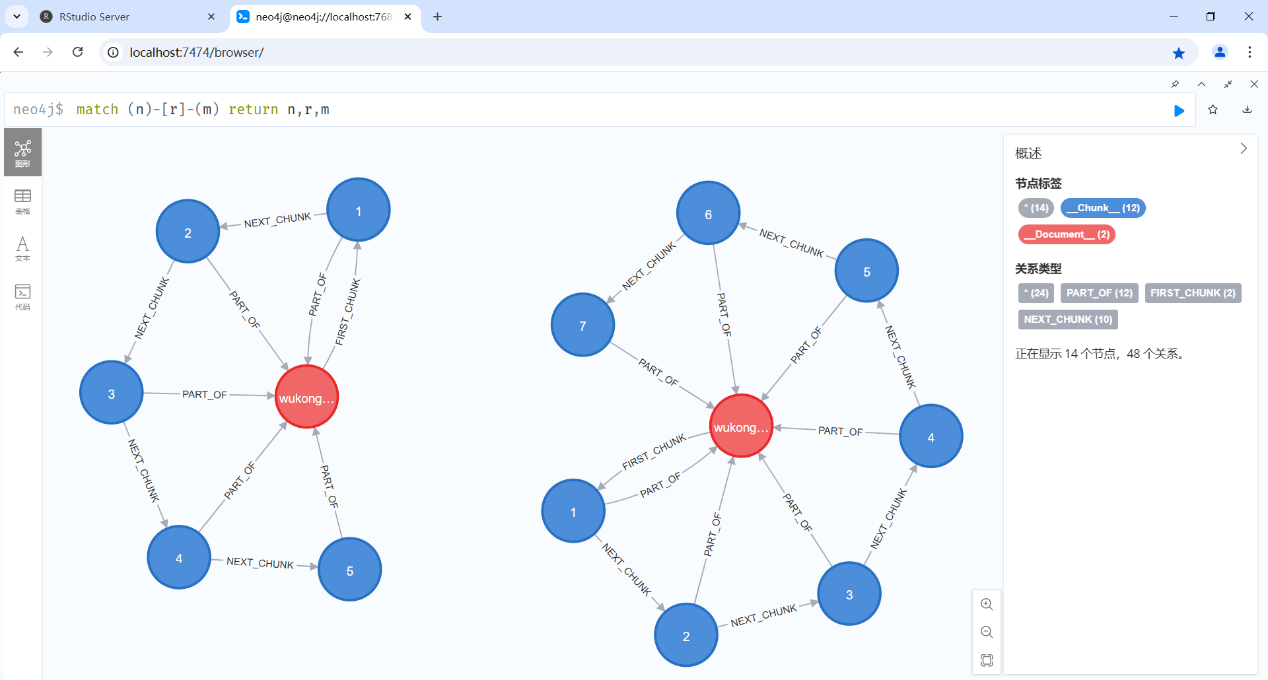 RStudio Server
neo4j@neo4j://localhost:768
localhost:7474/browser/
neo4j$ match (n)-[r]-(m) return n,r,m
图形
表格
A
文本
代码
1
2
3
4
5
wukong...
NEXT_CHUNK
NEXT_CHUNK
NEXT_CHUNK
NEXT_CHUNK
PART_OF
PART_OF
PART_OF
PART_OF
PART_OF
FIRST_CHUNK
6
5
7
4
1
3
2
wukong...
NEXT_CHUNK
NEXT_CHUNK
NEXT_CHUNK
NEXT_CHUNK
NEXT_CHUNK
NEXT_CHUNK
PART_OF
PART_OF
PART_OF
PART_OF
PART_OF
PART_OF
PART_OF
FIRST_CHUNK
概述
节点标签
* (14) __Chunk__ (12)
__Document__ (2)
关系类型
* (24) PART_OF (12) FIRST_CHUNK (2)
NEXT_CHUNK (10)
正在显示 14 个节点，48 个关系。